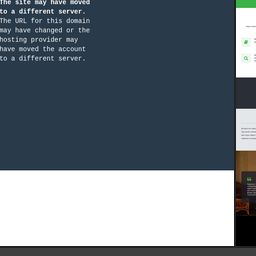 The site may have moved
to a different server.
The URL for this domain
may have changed or the
hosting provider may
have moved the account
to a different server.